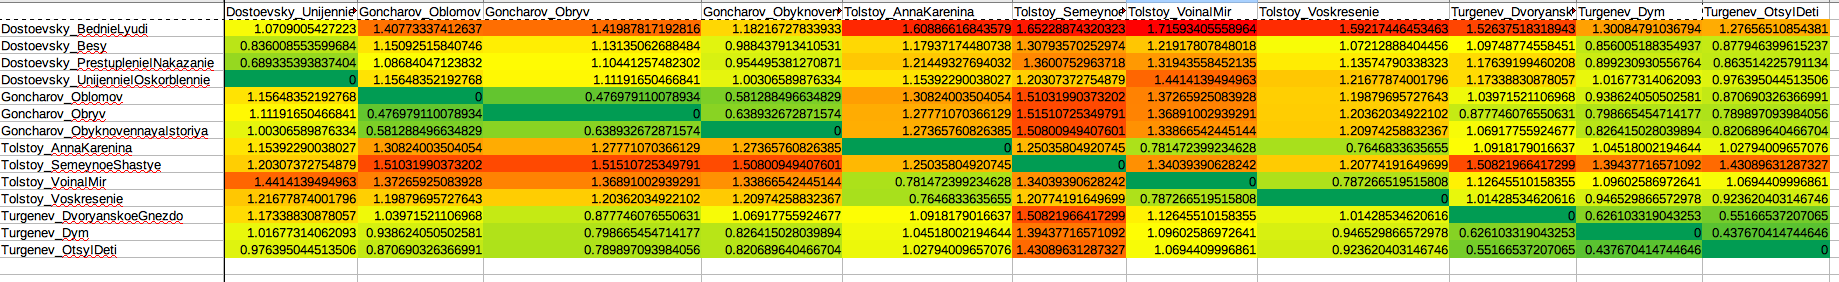 Dostoevsky_Unijennie Goncharov_Oblomov Goncharov_Obryv Goncharov_Obyknoven Tolstoy_AnnaKarenina Tolstoy_Semeynoe Tolstoy_VoinaIMir Tolstoy_Voskresenie Turgenev_Dvoryansk Turgenev_Dym Turgenev_OtsyIDeti
Dostoevsky_BednieLyudi 1.0709005427223 1.40773337412637 1.41987817192816 1.18216727833933 1.60886616843579 1.65228874320323 1.7159340558964 1.59217446453463 1.52637518318943 1.30084791036794 1.27656510854381
Dostoevsky_Besy 0.836008553599684 1.15092515840746 1.13135062688484 0.988437913410531 1.17937174480738 1.30793570252974 1.21917807848018 1.07212888404456 1.09748774558451 0.856005188354937 0.877946399615237
Dostoevsky_PrestuplenieINakazanie 0.689335393837404 1.08684047123832 1.10441257482302 0.954495381270871 1.21449327694032 1.3600752963718 1.31943558452135 1.13574790338323 1.17639199460208 0.899230930556764 0.863514225791134
Dostoevsky_UnijennieIOskorblennie 0 1.15648352192768 1.11191650466841 1.00306589876334 1.15392290038027 1.20307372754879 1.4414139494963 1.21677874001796 1.17338830878057 1.01677314062093 0.976395044513506
Goncharov_Oblomov 1.15648352192768 0 0.476979110078934 0.581288496634829 1.30824003504054 1.51031990373202 1.37265925083928 1.19879695727643 1.03971521106968 0.938624050502581 0.870690326366991
Goncharov_Obryv 1.11191650466841 0.476979110078934 0 0.638932672871574 1.27771070366129 1.51510725349791 1.36891002939291 1.20362034922102 0.877746076550631 0.798665454714177 0.789897093984056
Goncharov_ObyknovennayaIstoriya 1.00306589876334 0.581288496634829 0.638932672871574 0 1.27365760826385 1.50800949407601 1.33866542445144 1.20974258832367 1.06917755924677 0.826415028039894 0.820689640466704
Tolstoy_AnnaKarenina 1.15392290038027 1.30824003504054 1.27771070366129 1.27365760826385 0 1.25035804920745 0.781472399234628 0.7646833635655 1.0918179016637 1.04518002194644 1.02794009657076
Tolstoy_SemeynoeShastye 1.20307372754879 1.51031990373202 1.51510725349791 1.50800949407601 1.25035804920745 0 1.34039390628242 1.20774191649699 1.50821966417299 1.39437716571092 1.43089631287327
Tolstoy_VoinaIMir 1.4414139494963 1.37265925083928 1.36891002939291 1.33866542445144 0.781472399234628 1.34039390628242 0 0.787266519515808 1.12645510158355 1.09602586972641 1.0694409996861
Tolstoy_Voskresenie 1.21677874001796 1.19879695727643 1.20362034922102 1.20974258832367 0.7646833635655 1.20774191649699 0.787266519515808 0 1.01428534620616 0.946529866572978 0.923620403146746
Turgenev_DvoryanskoeGnezdo 1.17338830878057 1.03971521106968 0.877746076550631 1.06917755924677 1.0918179016637 1.50821966417299 1.12645510158355 1.01428534620616 0 0.626103319043253 0.55166537207065
Turgenev_Dym 1.01677314062093 0.938624050502581 0.798665454714177 0.826415028039894 1.04518002194644 1.39437716571092 1.09602586972641 0.946529866572978 0.626103319043253 0 0.437670414744646
Turgenev_OtsyIDeti 0.976395044513506 0.870690326366991 0.789897093984056 0.820689640466704 1.02794009657076 1.43089631287327 1.0694409996861 0.923620403146746 0.55166537207065 0.437670414744646 0